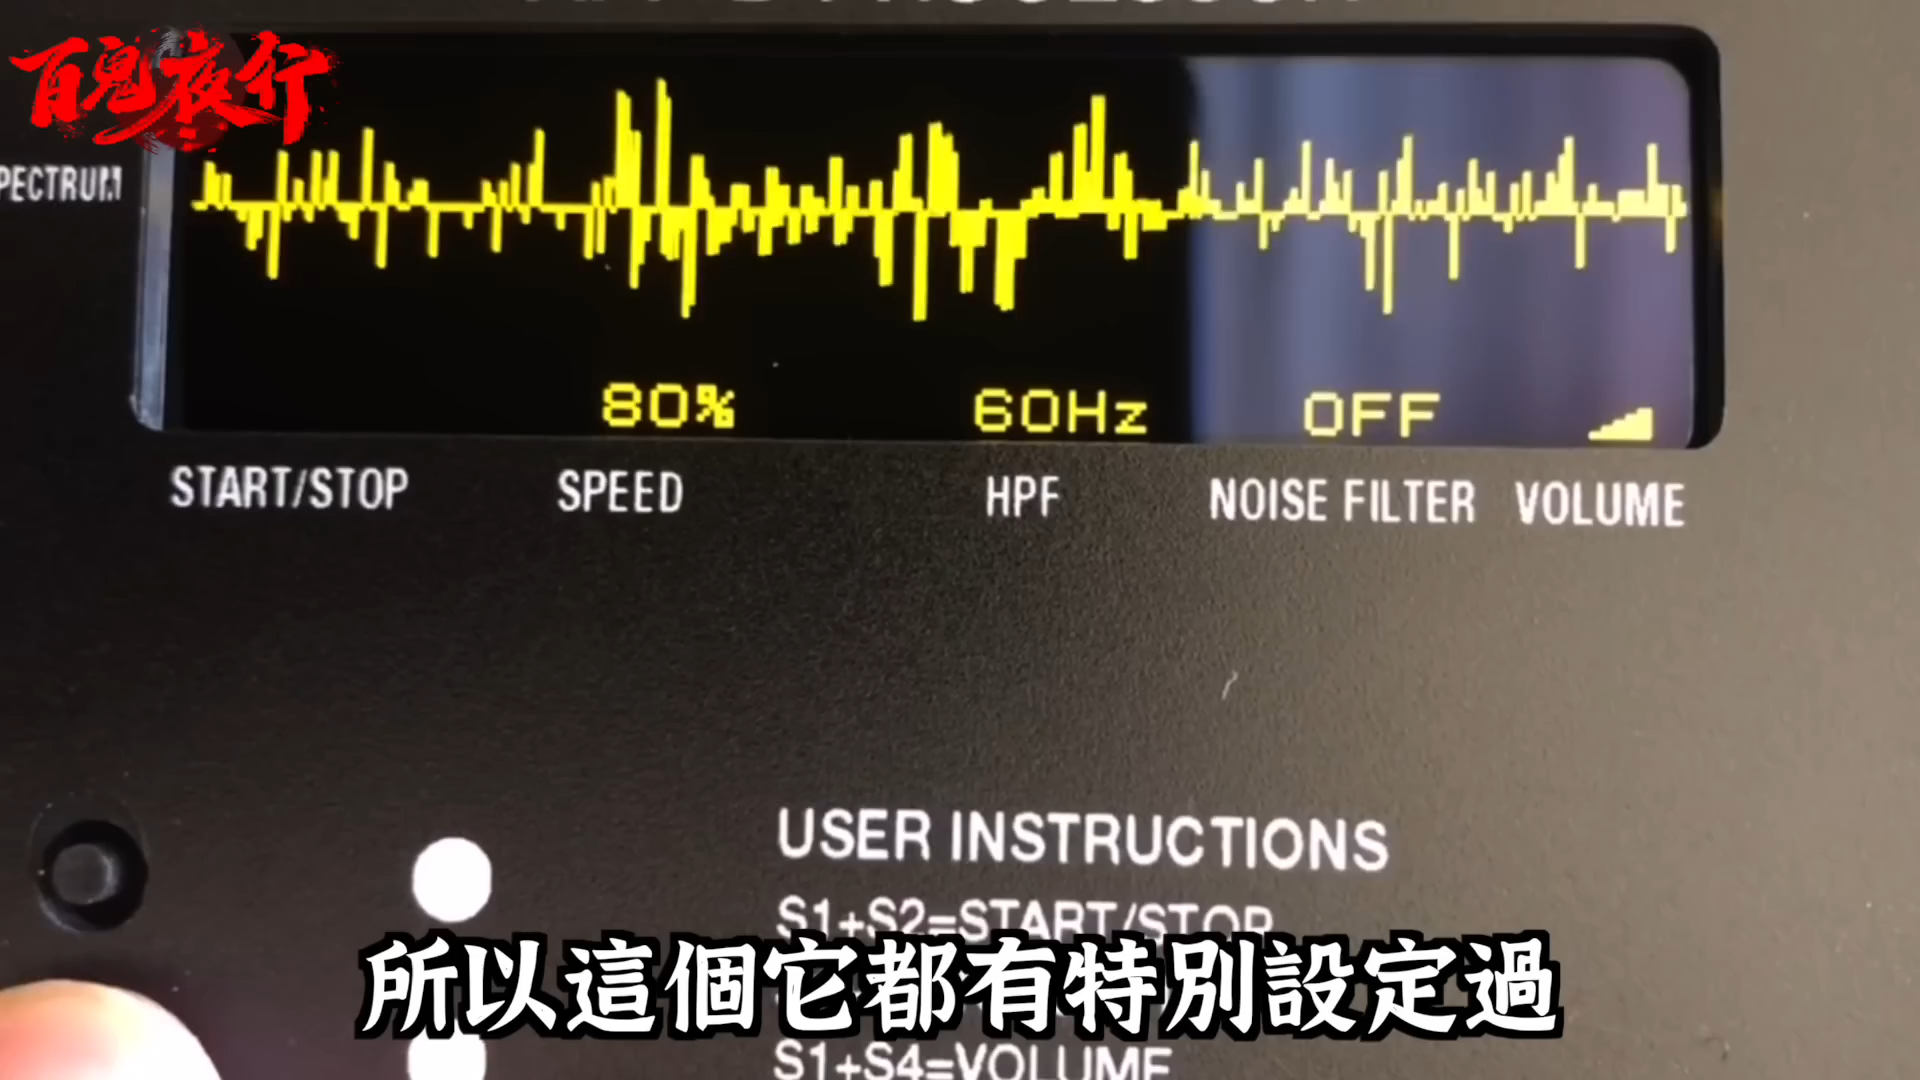 百鬼夜行
80% 60Hz OFF
START/STOP SPEED HPF NOISE FILTER VOLUME
USER INSTRUCTIONS
S1+S2=START/STOP
所以這個它都有特別設定過
S1+S4=VOLUME